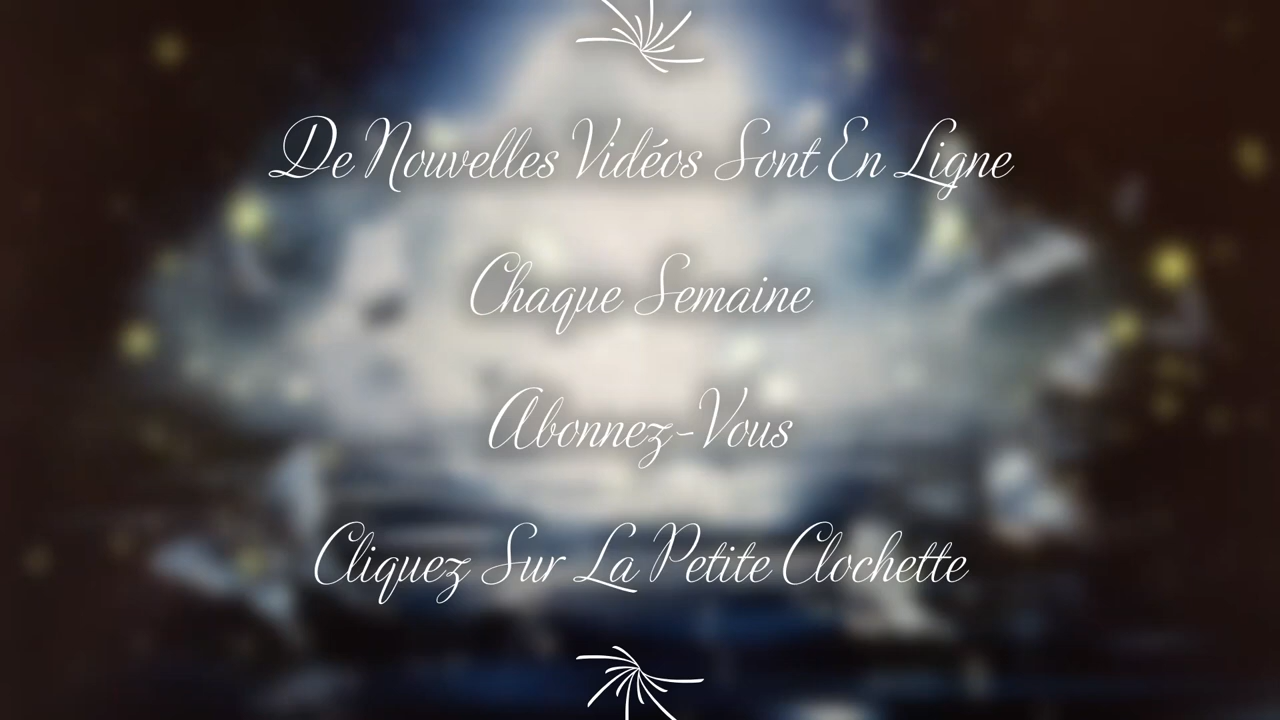 De Nouvelles Vidéos Sont En Ligne
Chaque Semaine
Abonnez-Vous
Cliquez Sur La Petite Clochette